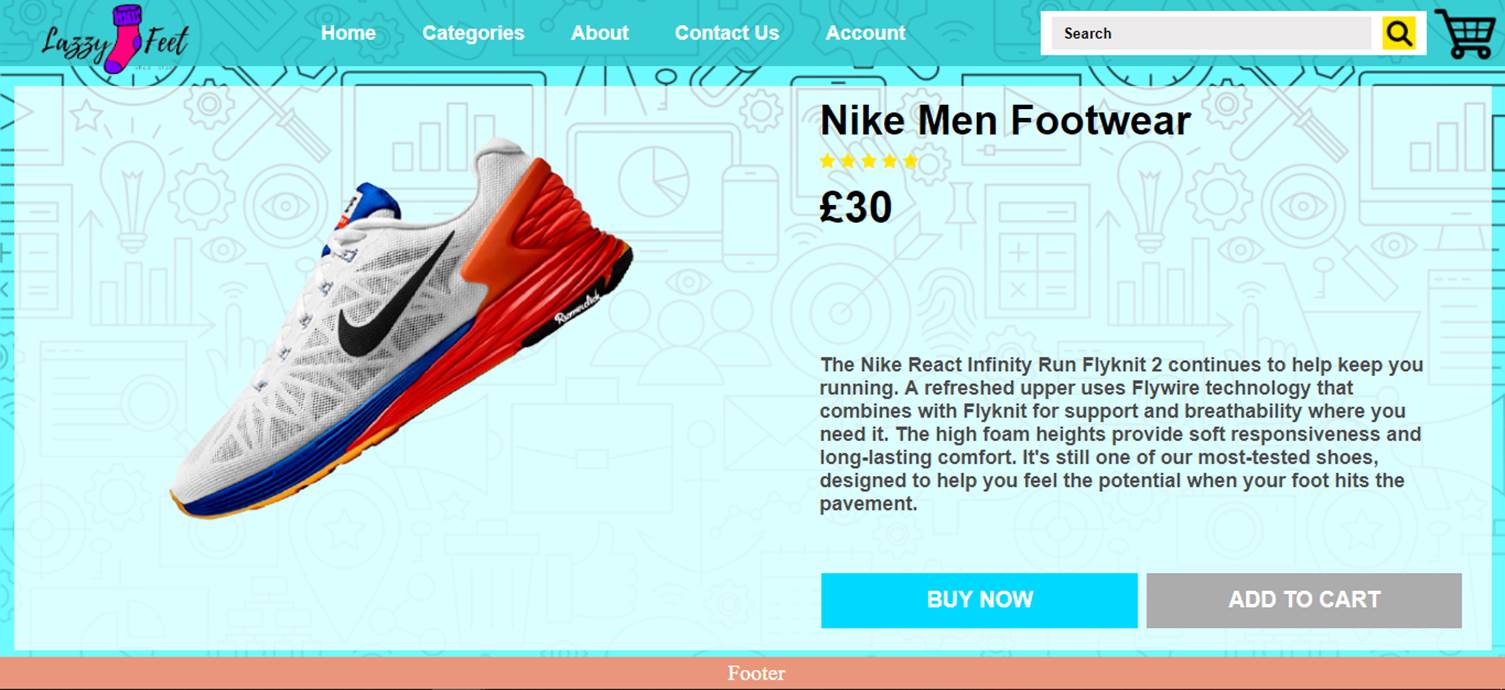 Lazzy Feet
Home
Categories
About
Contact Us
Account
Search
Nike Men Footwear
£30
The Nike React Infinity Run Flyknit 2 continues to help keep you
running. A refreshed upper uses Flywire technology that
combines with Flyknit for support and breathability where you
need it. The high foam heights provide soft responsiveness and
long-lasting comfort. It's still one of our most-tested shoes,
designed to help you feel the potential when your foot hits the
pavement.
BUY NOW
ADD TO CART
Footer